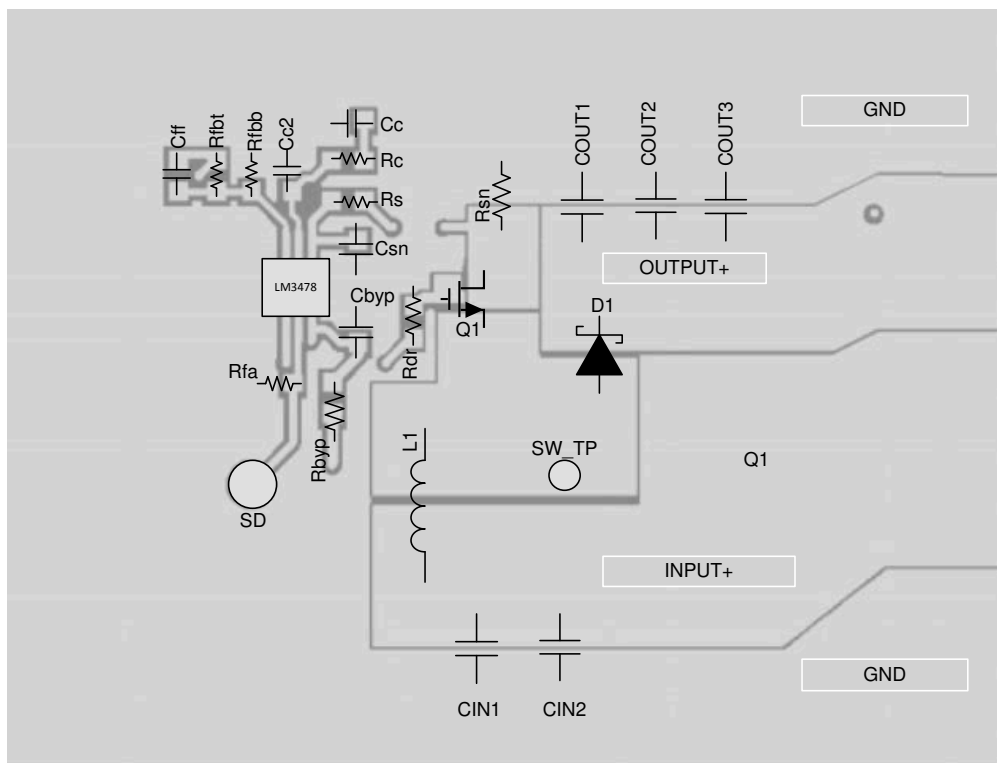 GND
COUT1
COUT2
COUT3
Cff
Rfbt
Rfbb
Cc2
Cc
Rc
Rs
Rsn
Csn
OUTPUT+
LM3478
Cbyp
D1
Q1
Rdr
Rfa
Rbyp
L1
SW_TP
Q1
SD
INPUT+
GND
CIN1
CIN2